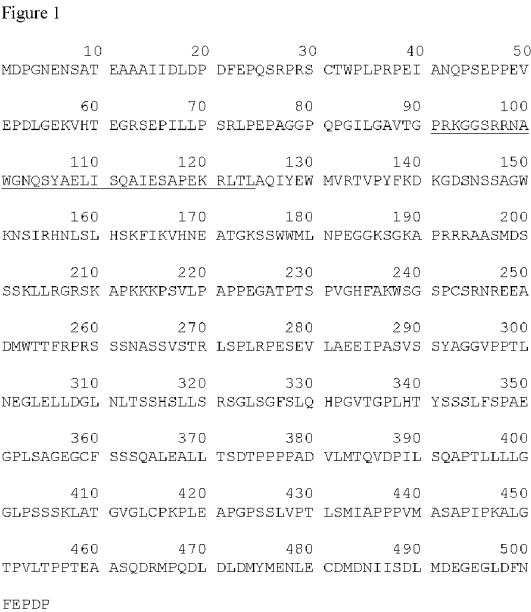 Figure 1
10 20 30 40 50
MDPGNENSAT EAAAIIDLDP DFEPQSRPRS CTWPLPRPEI ANQPSEPPEV
60 70 80 90 100
EPDLGEKVHT EGRSEPILLP SRLPEPAGGP QPGILGAVTG PRKGGSRRNA
110 120 130 140 150
WGNQSYAELI SQAIESAPEK RLTLAQIYEW MVRTVPYFKD KGDSNSSAGW
160 170 180 190 200
KNSIRHNLSL HSKFIKVHNE ATGKSSWWML NPEGGKSGKA PRRRAASMDS
210 220 230 240 250
SSKLLRGRSK APKKKPSVLP APPEGATPTS PVGHFAKWSG SPCSRNREEA
260 270 280 290 300
DMWTTFRPRS SSNASSVSTR LSPLRPESEV LAEEIPASVS SYAGGVPPTL
310 320 330 340 350
NEGLELLDGL NLTSSHSLLS RSGLSGFSLQ HPGVTGPLHT YSSSLFSPAE
360 370 380 390 400
GPLSAGEGCF SSSQALEALL TSDTPPPPAD VLMTQVDPIL SQAPTLLLLG
410 420 430 440 450
GLPSSSKLAT GVGLCPKPLE APGPSSLVPT LSMIAPPPVM ASAPIPKALG
460 470 480 490 500
TPVLTPPTEA ASQDRMPQDL DLDMYMENLE CDMDNIISDL MDEGEGLDFN
FEPDP